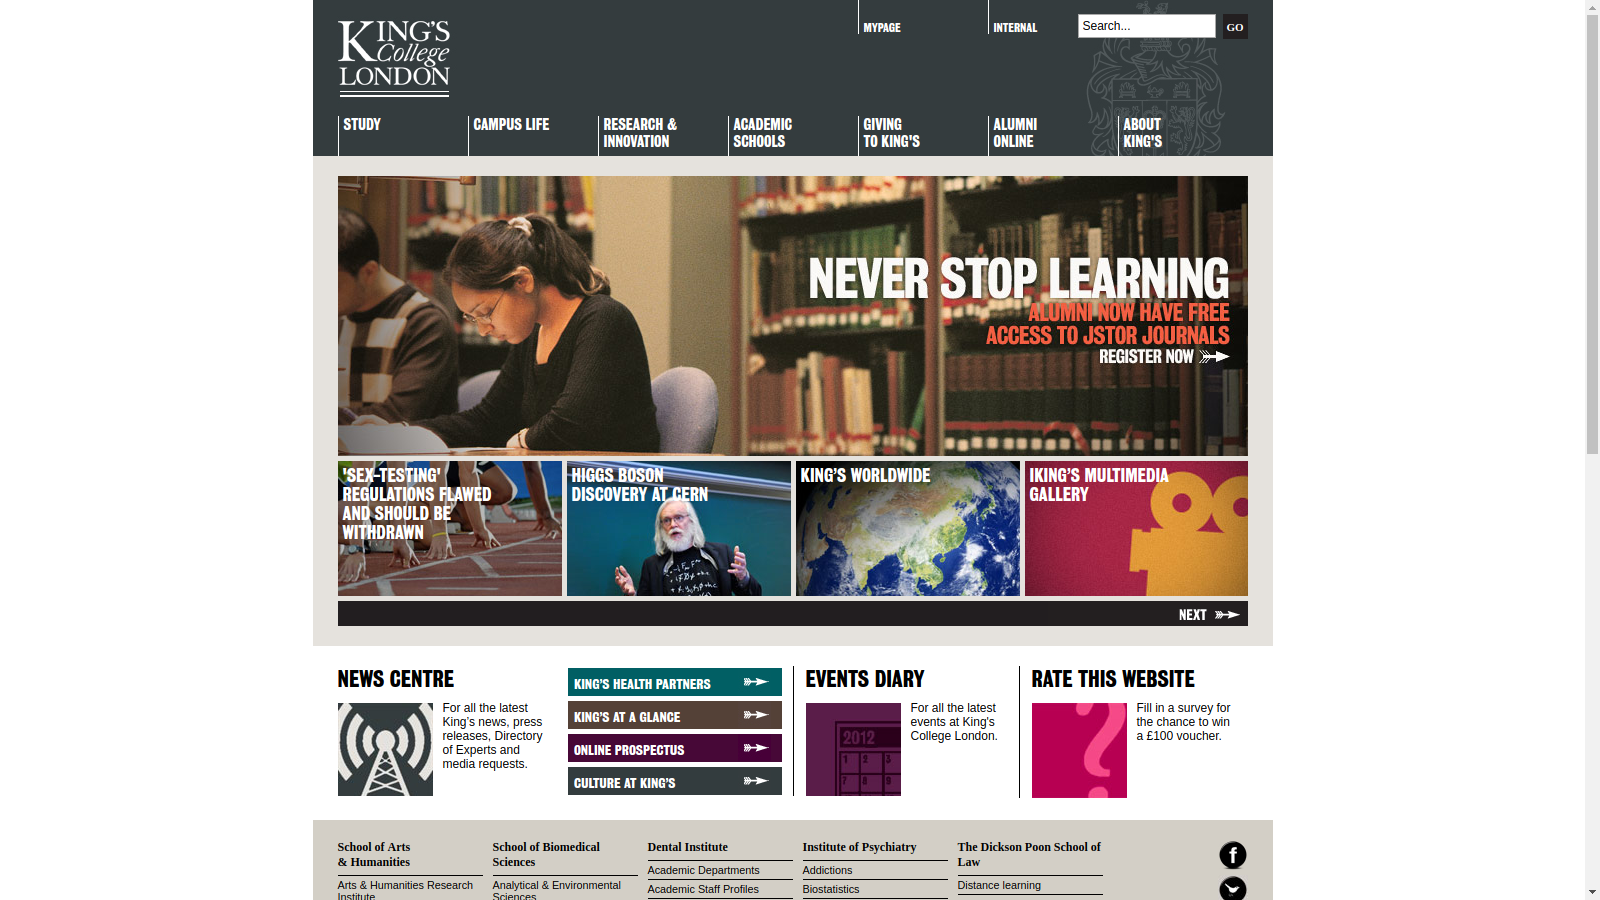 KING'S
College
LONDON
MYPAGE
INTERNAL
Search...
GO
STUDY
CAMPUS LIFE
RESEARCH &
INNOVATION
ACADEMIC
SCHOOLS
GIVING
TO KING'S
ALUMNI
ONLINE
ABOUT
KING'S
NEVER STOP LEARNING
ALUMNI NOW HAVE FREE
ACCESS TO JSTOR JOURNALS
REGISTER NOW
'SEX-TESTING'
REGULATIONS FLAWED
AND SHOULD BE
WITHDRAWN
HIGGS BOSON
DISCOVERY AT CERN
KING'S WORLDWIDE
IKING'S MULTIMEDIA
GALLERY
NEXT
NEWS CENTRE
For all the latest
King's news, press
releases, Directory
of Experts and
media requests.
KING'S HEALTH PARTNERS
KING'S AT A GLANCE
ONLINE PROSPECTUS
CULTURE AT KING'S
EVENTS DIARY
2012
1 2 3
7 8 9
For all the latest
events at King's
College London.
RATE THIS WEBSITE
?
Fill in a survey for
the chance to win
a £100 voucher.
School of Arts
& Humanities
Arts & Humanities Research
Institute
School of Biomedical
Sciences
Analytical & Environmental
Sciences
Dental Institute
Academic Departments
Academic Staff Profiles
Institute of Psychiatry
Addictions
Biostatistics
The Dickson Poon School of
Law
Distance learning
f